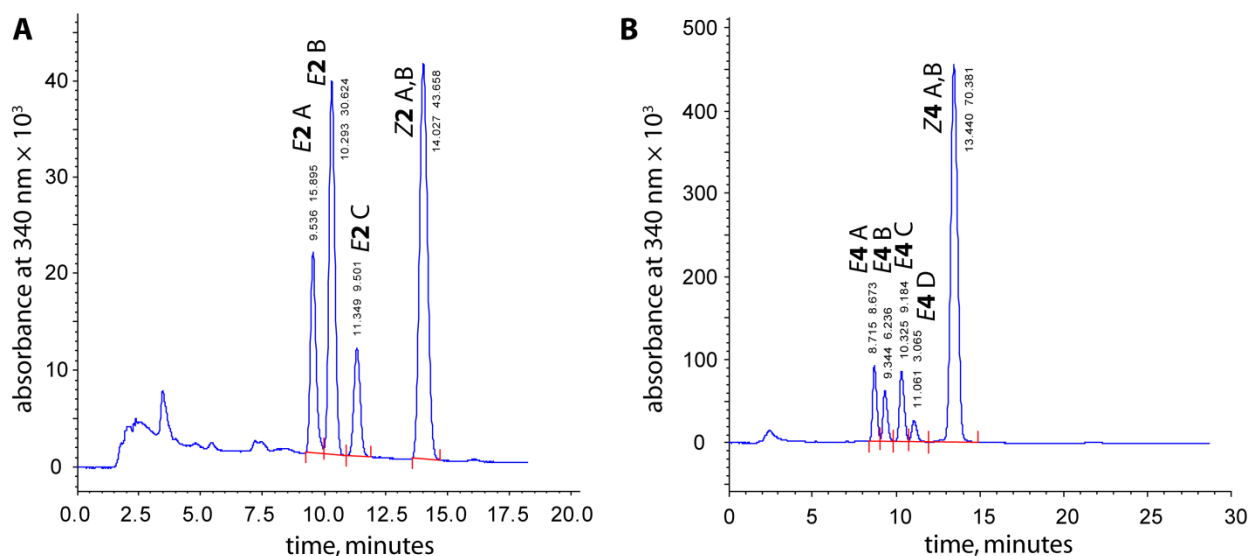 A
absorbance at 340 nm × 10³
40
30
20
10
0
0.0 2.5 5.0 7.5 10.0 12.5 15.0 17.5 20.0
time, minutes
E2 A
9.536 15.895
E2 B
10.293 30.624
E2 C
11.349 9.501
Z2 A,B
14.027 43.658
B
absorbance at 340 nm × 10³
500
400
300
200
100
0
0 5 10 15 20 25 30
time, minutes
E4 A
8.715 8.673
E4 B
9.344 6.236
E4 C
10.325 9.184
E4 D
11.061 3.065
Z4 A,B
13.440 70.381